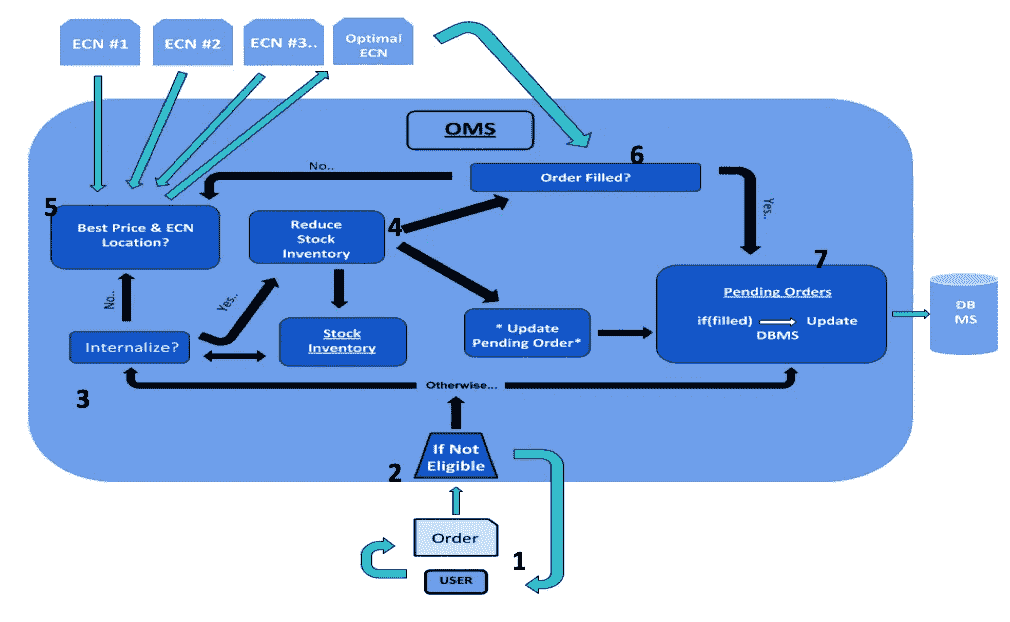 ECN #1
ECN #2
ECN #3..
Optimal
ECN
OMS
6
No..
Order Filled?
5
Best Price & ECN
Location?
Reduce
Stock
Inventory
4
Yes..
7
No..
Yes..
Pending Orders
if(filled) Update
DBMS
DB
MS
* Update
Pending Order*
Stock
Inventory
Internalize?
3
Otherwise...
If Not
Eligible
2
Order
1
USER